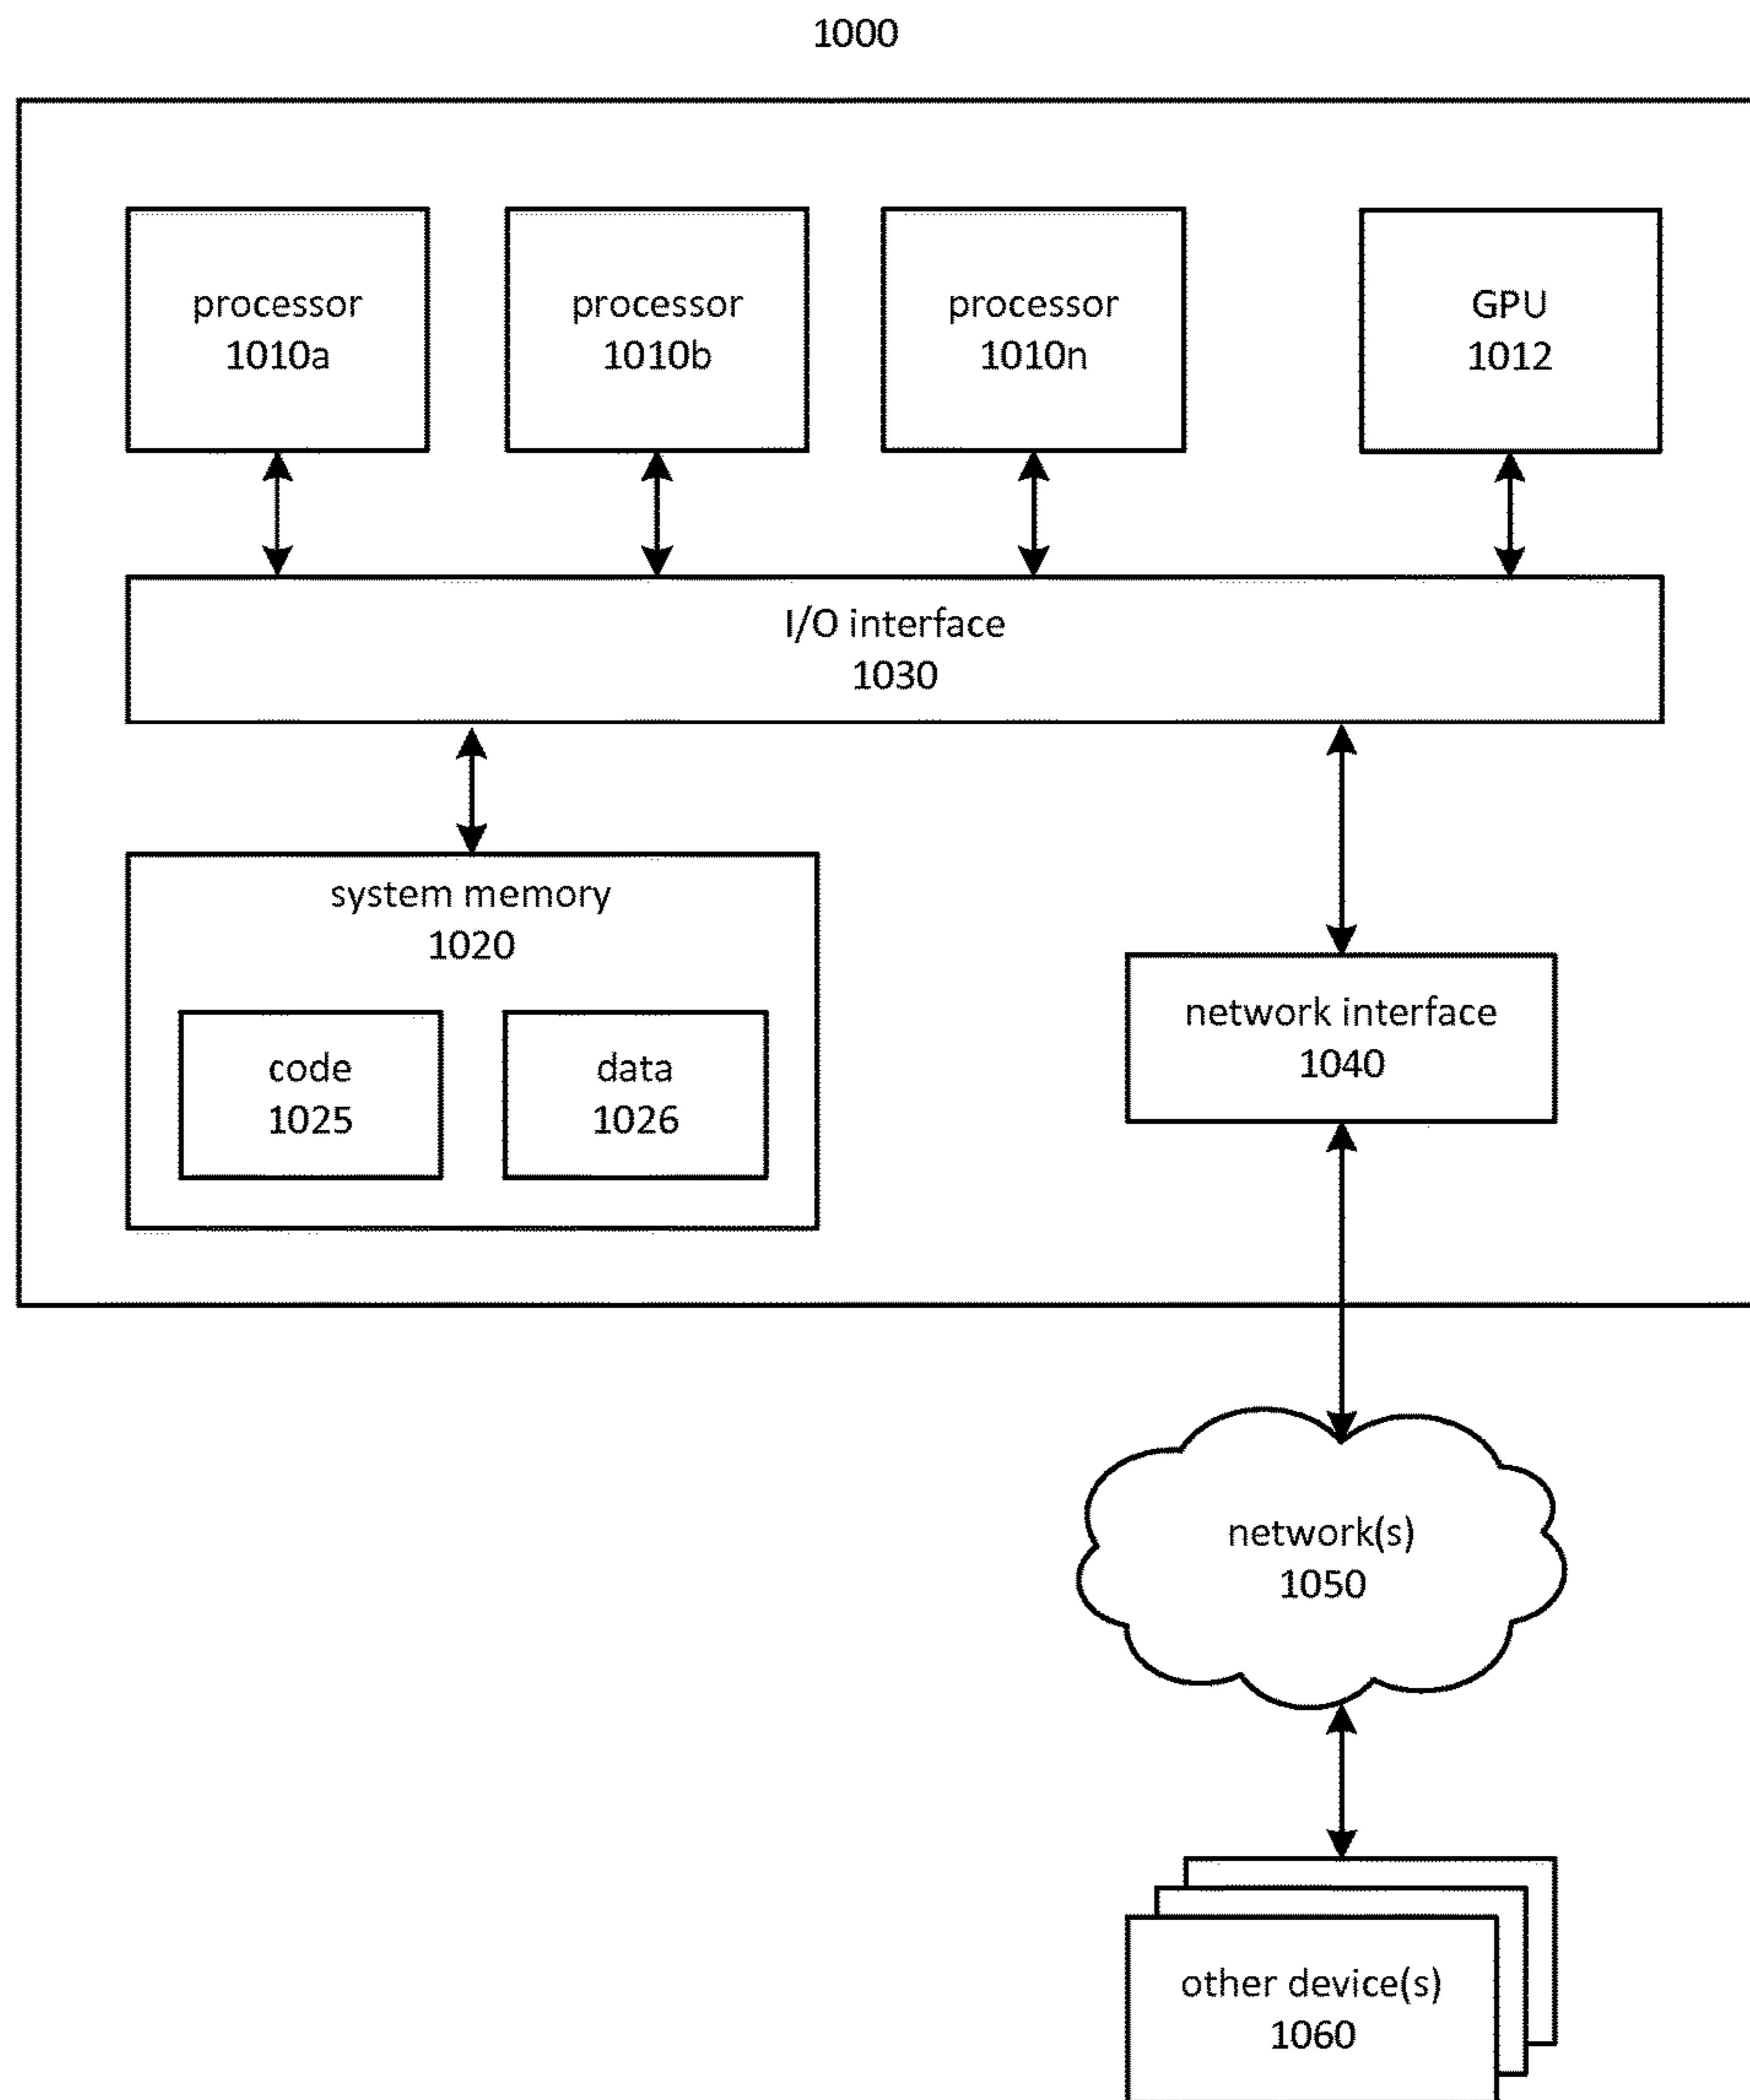 1000
processor
1010a
processor
1010b
processor
1010n
GPU
1012
I/O interface
1030
system memory
1020
code
1025
data
1026
network interface
1040
network(s)
1050
other device(s)
1060